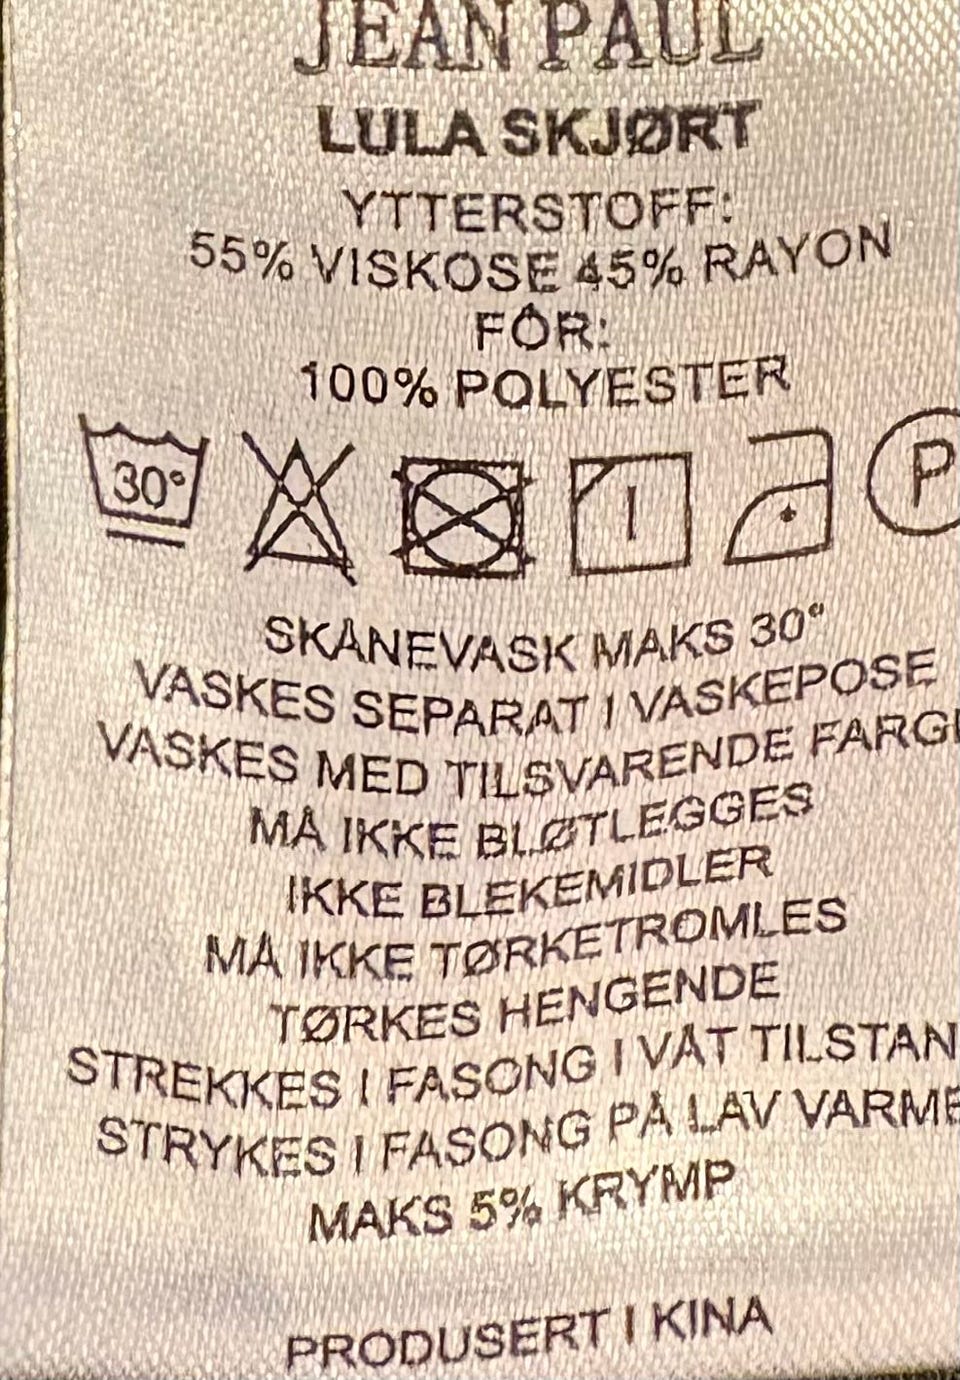 JEAN PAUL
LULA SKJØRT
YTTERSTOFF:
55% VISKOSE 45% RAYON
FÔR:
100% POLYESTER
30° P
SKÅNEVASK MAKS 30°
VASKES SEPARAT I VASKEPOSE
VASKES MED TILSVARENDE FARG
MÅ IKKE BLØTLEGGES
IKKE BLEKEMIDLER
MÅ IKKE TØRKETROMLES
TØRKES HENGENDE
STREKKES I FASONG I VÅT TILSTAN
STRYKES I FASONG PÅ LAV VARME
MAKS 5% KRYMP
PRODUSERT I KINA